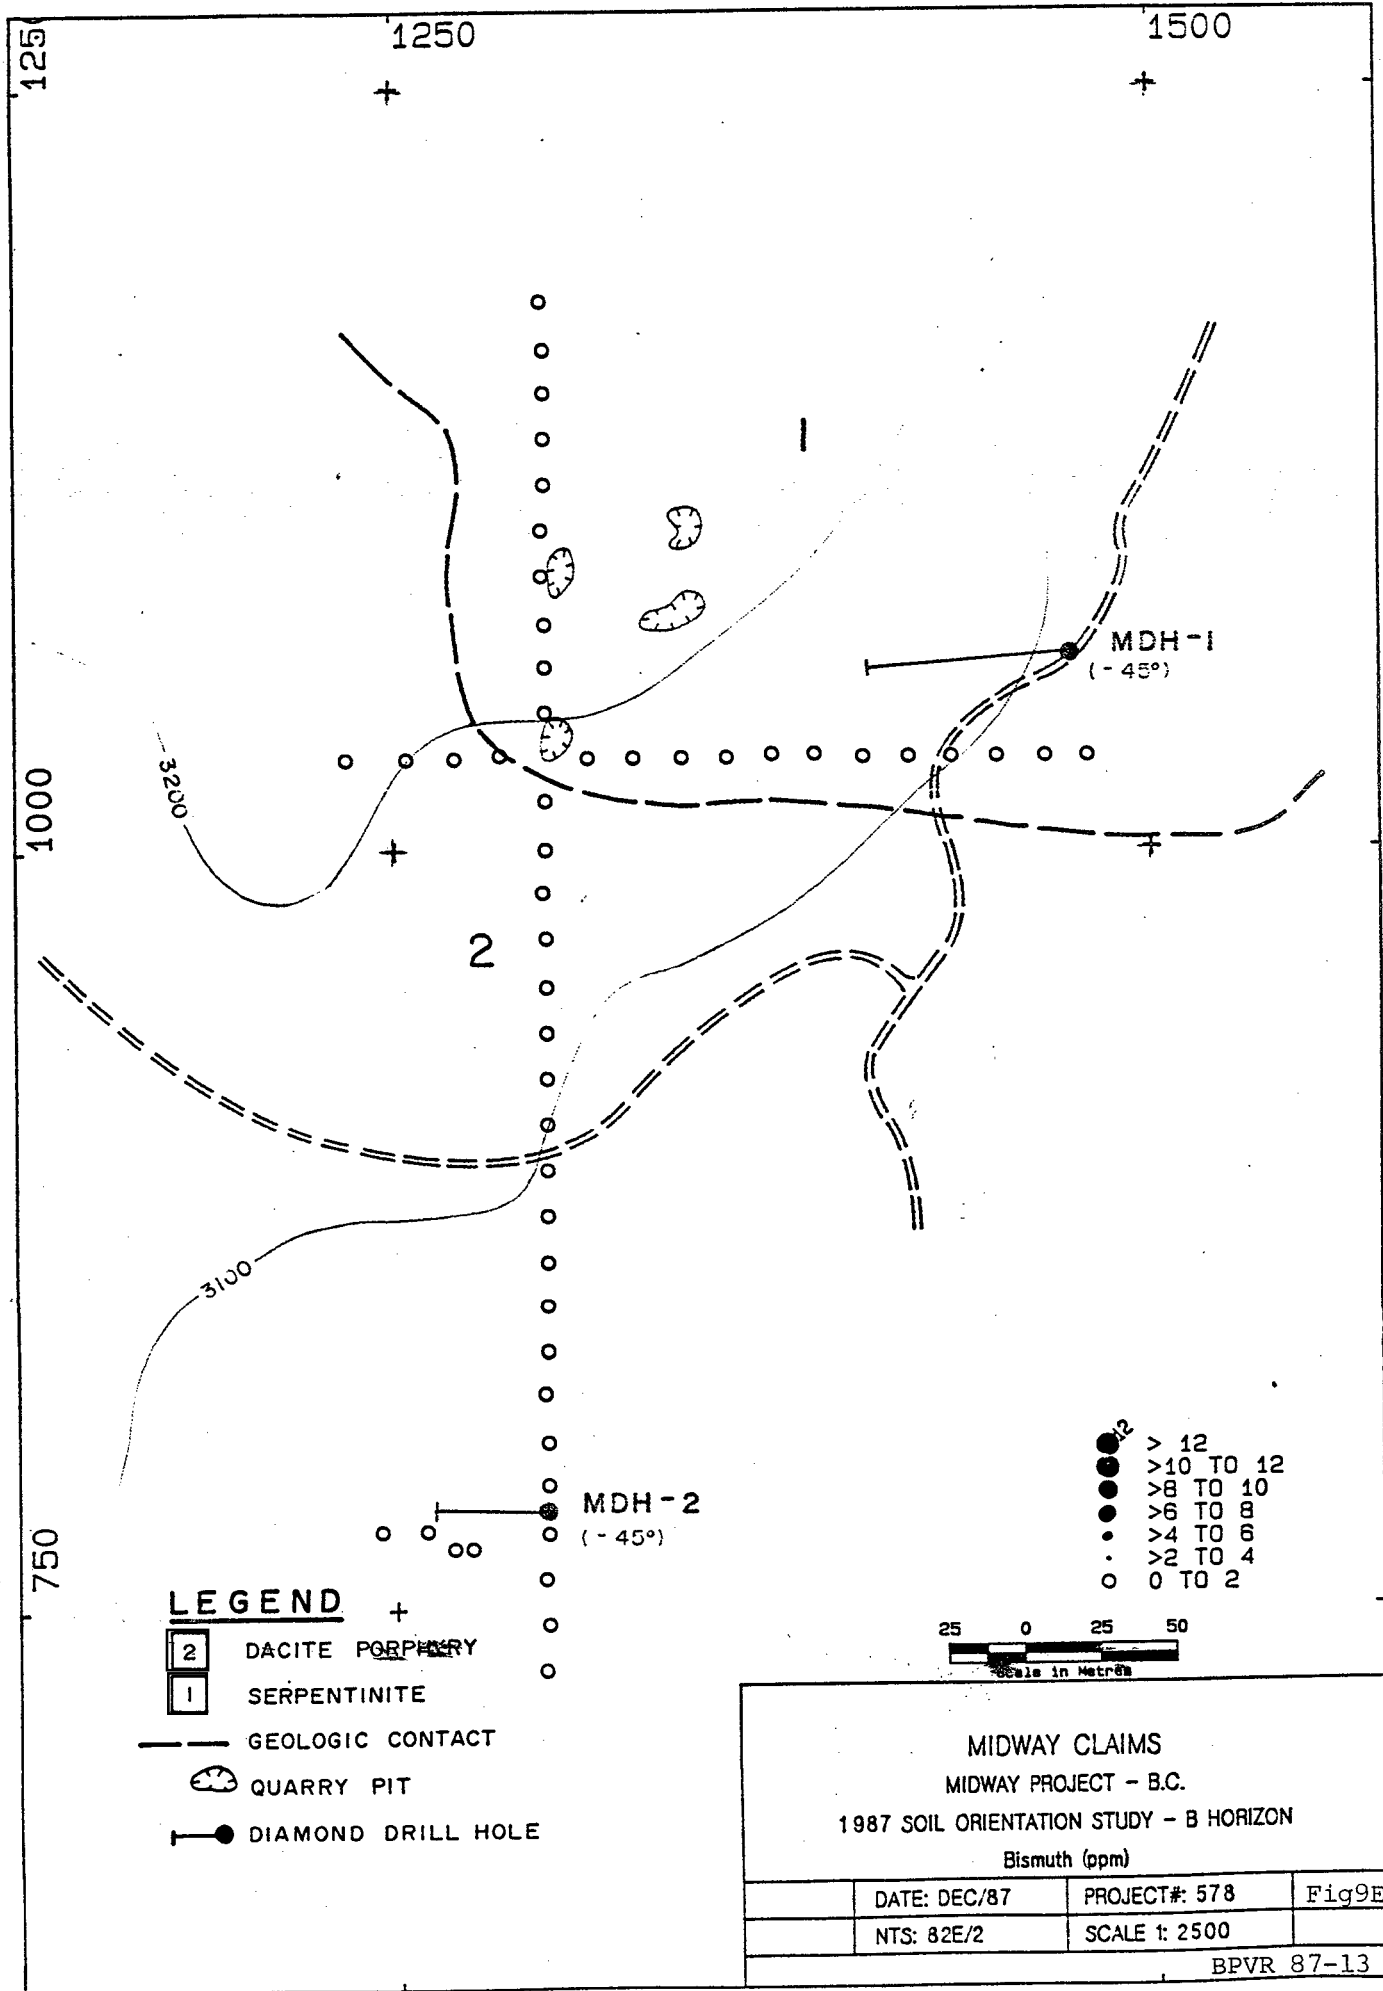 1250
1250
1500
1
MDH-1
(-45°)
3200
1000
2
3100
MDH-2
(-45°)
750
12
> 12
>10 TO 12
>8 TO 10
>6 TO 8
>4 TO 6
>2 TO 4
0 TO 2
LEGEND
2 DACITE PORPHYRY
1 SERPENTINITE
GEOLOGIC CONTACT
QUARRY PIT
DIAMOND DRILL HOLE
25 0 25 50
Scale in Metres
MIDWAY CLAIMS
MIDWAY PROJECT - B.C.
1987 SOIL ORIENTATION STUDY - B HORIZON
Bismuth (ppm)
DATE: DEC/87 PROJECT#: 578 Fig9E
NTS: 82E/2 SCALE 1: 2500
BPVR 87-13